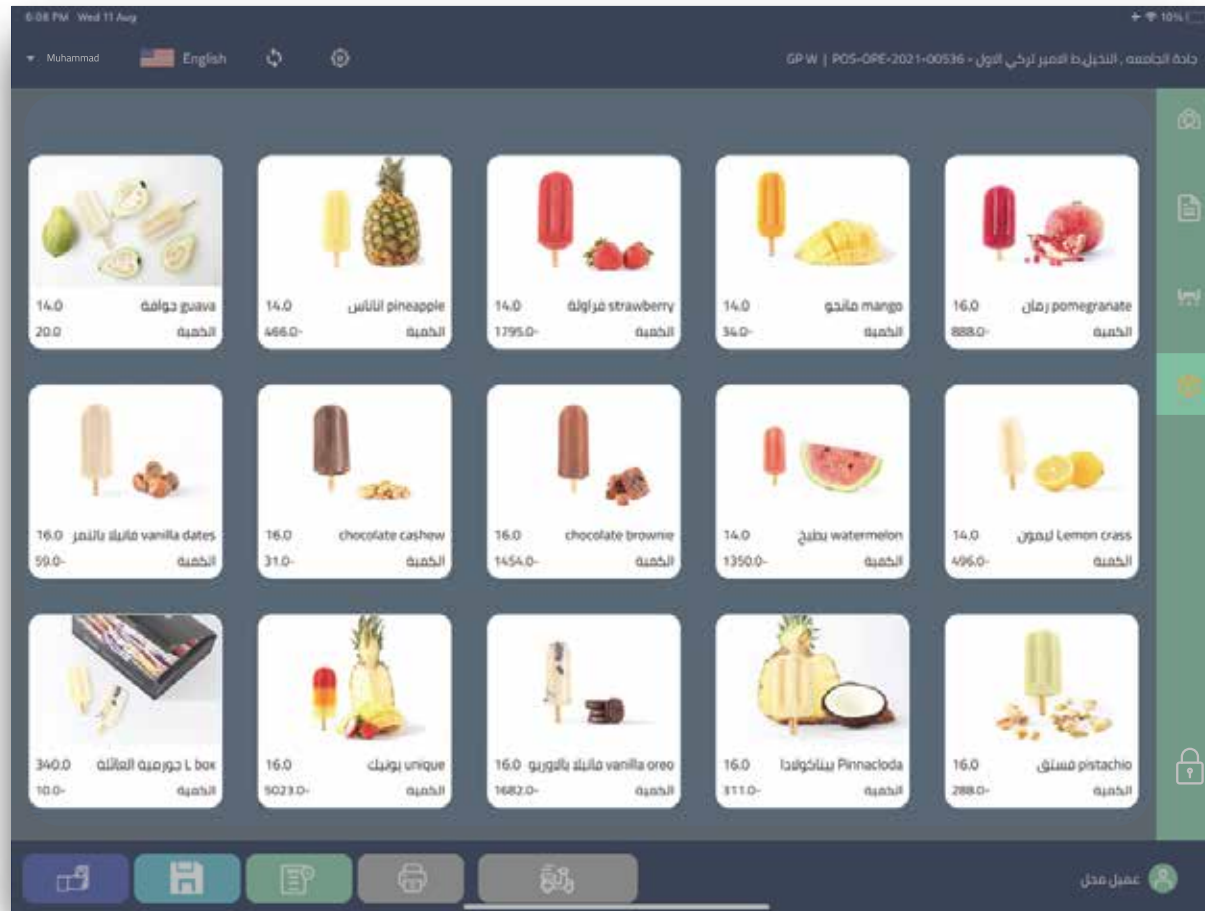 6:08 PM Wed 11 Aug
10%
Muhammad
English
جادة الجامعه , النخيل,ط الامير تركي الاول - GP W | POS-OPE-2021-00536
guava جوافة 14.0
الكمية 20.0
pineapple اناناس 14.0
الكمية 466.0-
strawberry فراولة 14.0
الكمية 1795.0-
mango مانجو 14.0
الكمية 34.0-
pomegranate رمان 16.0
الكمية 888.0-
vanilla dates فانيلا بالتمر 16.0
الكمية 59.0-
chocolate cashew 16.0
الكمية 31.0-
chocolate brownie 16.0
الكمية 1454.0-
watermelon بطيخ 14.0
الكمية 1350.0-
Lemon crass ليمون 14.0
الكمية 496.0-
L box جورمية العائلة 340.0
الكمية 10.0-
unique يونيك 16.0
الكمية 5023.0-
vanilla oreo فانيلا بالاوريو 16.0
الكمية 1682.0-
Pinnacloda بيناكولادا 16.0
الكمية 311.0-
pistachio فستق 16.0
الكمية 288.0-
عميل محل